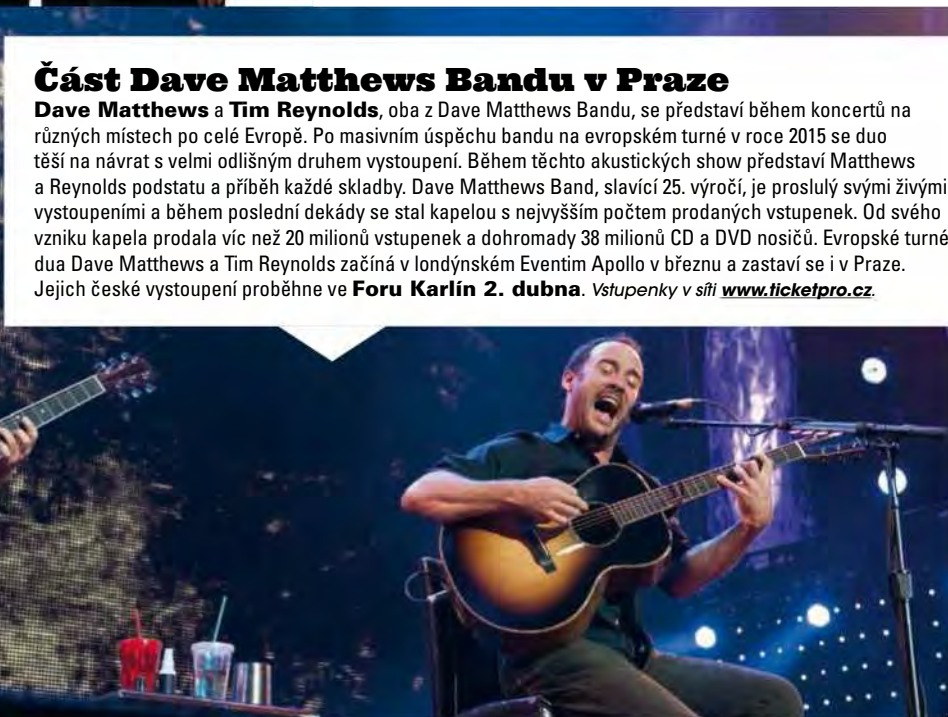 Část Dave Matthews Bandu v Praze
Dave Matthews a Tim Reynolds, oba z Dave Matthews Bandu, se představí během koncertů na
různých místech po celé Evropě. Po masivním úspěchu bandu na evropském turné v roce 2015 se duo
těší na návrat s velmi odlišným druhem vystoupení. Během těchto akustických show představí Matthews
a Reynolds podstatu a příběh každé skladby. Dave Matthews Band, slavící 25. výročí, je proslulý svými živými
vystoupeními a během poslední dekády se stal kapelou s nejvyšším počtem prodaných vstupenek. Od svého
vzniku kapela prodala víc než 20 milionů vstupenek a dohromady 38 milionů CD a DVD nosičů. Evropské turné
dua Dave Matthews a Tim Reynolds začíná v londýnském Eventim Apollo v březnu a zastaví se i v Praze.
Jejich české vystoupení proběhne ve Foru Karlín 2. dubna. Vstupenky v síti www.ticketpro.cz.